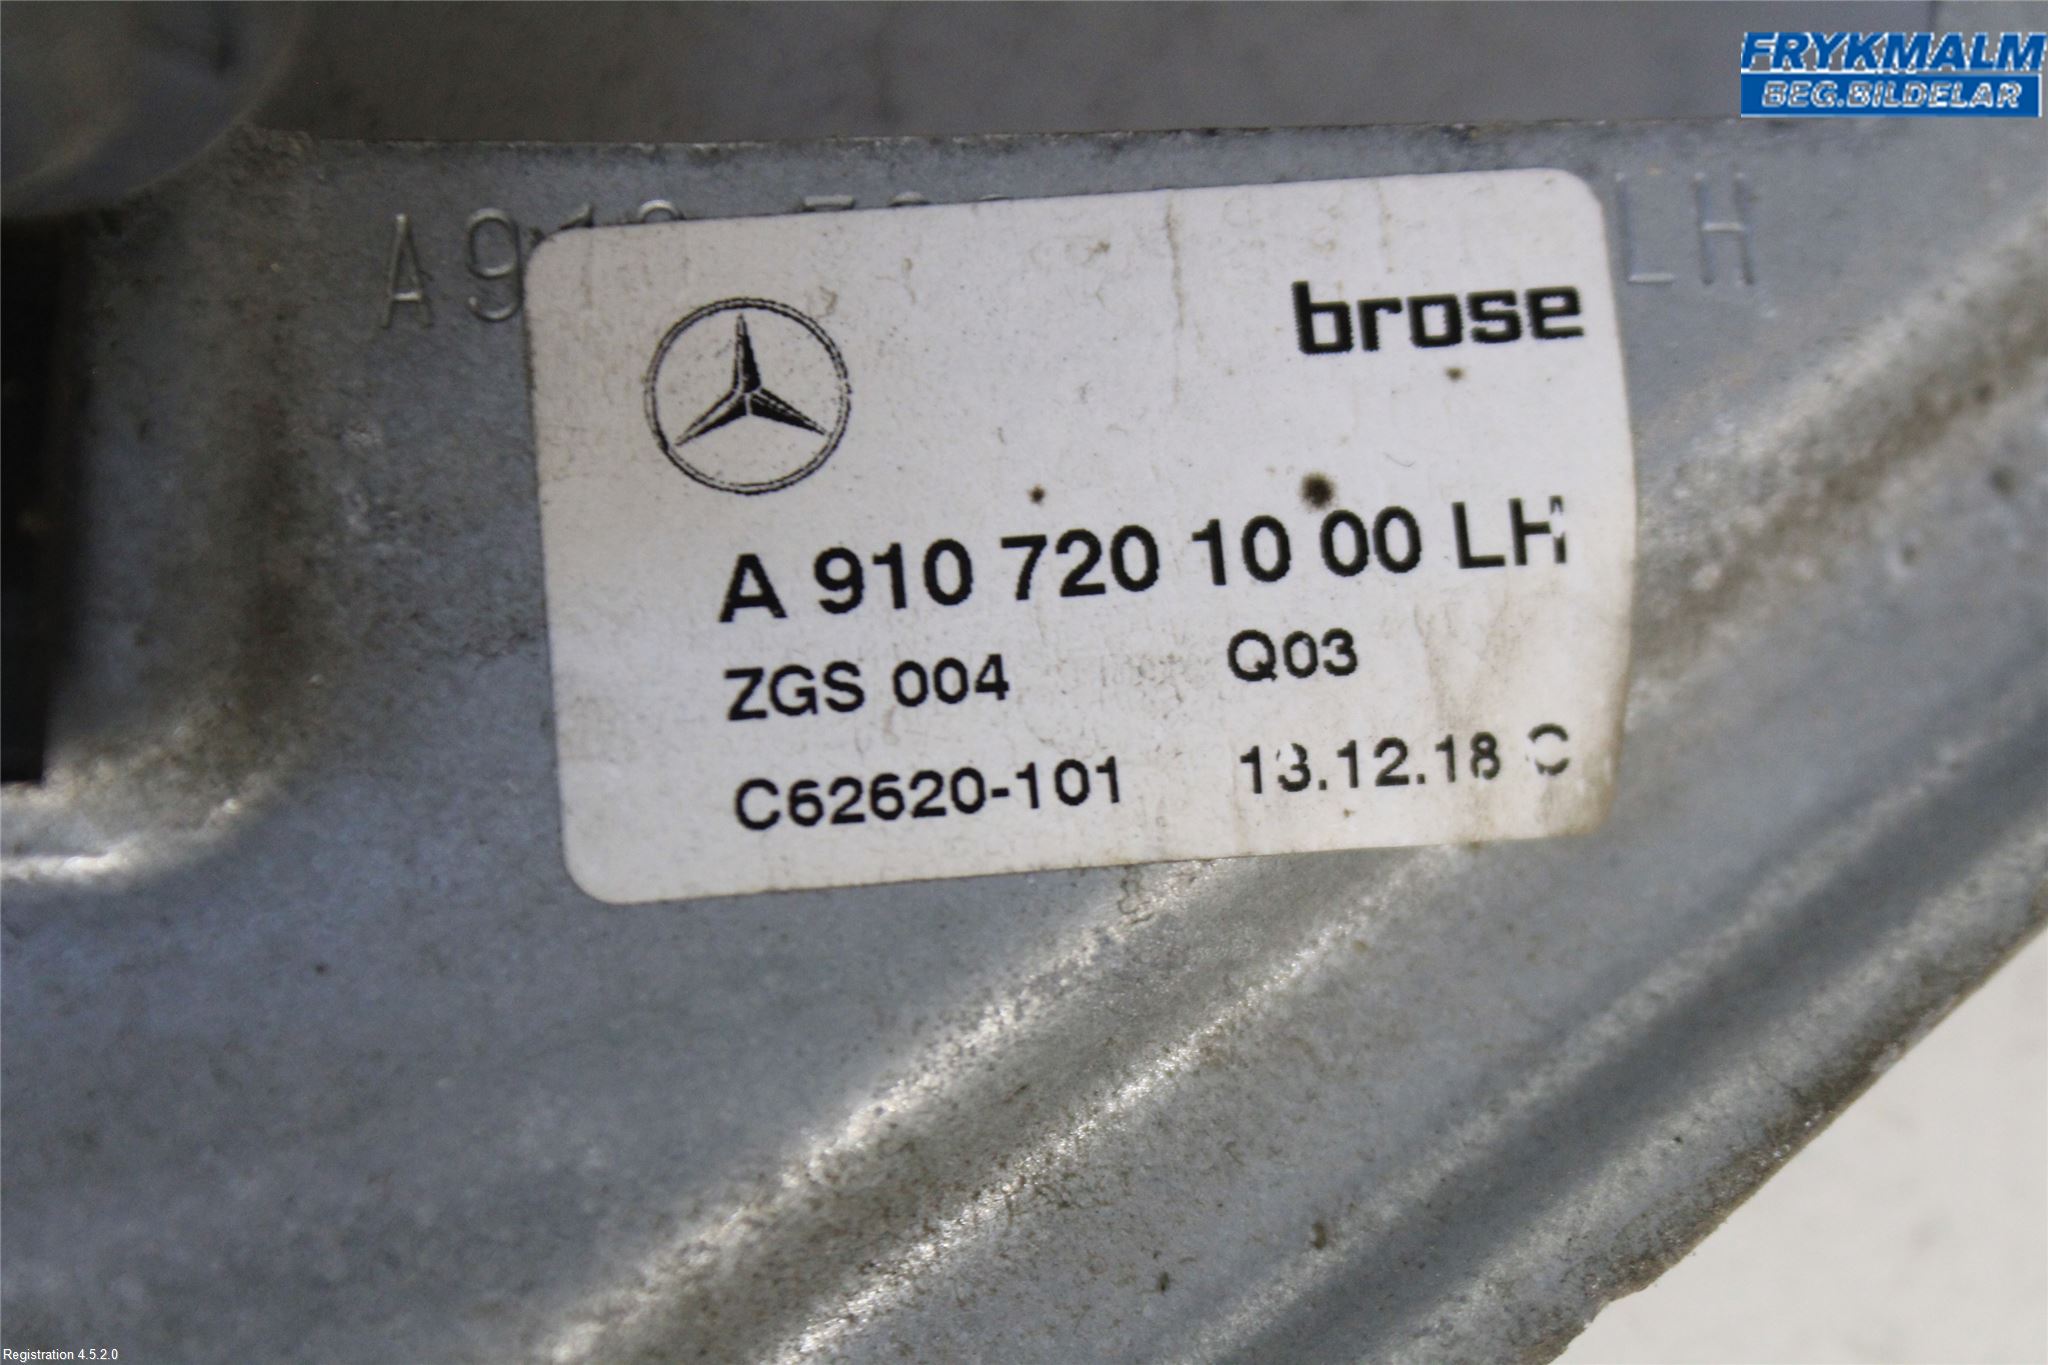 FRYKMALM
BEG.BILDELAR
LH
brose
A 910 720 10 00 LH
ZGS 004 Q03
C62620-101 13.12.18 C
Registration 4.5.2.0